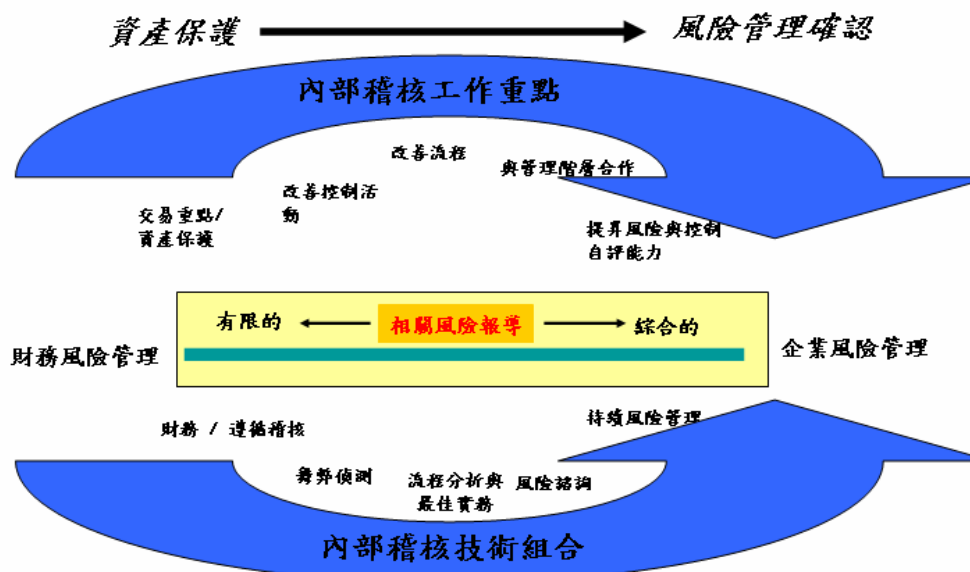 資產保護
風險管理確認
內部稽核工作重點
改善流程
與管理階層合作
改善控制活
動
交易重點/
資產保護
提昇風險與控制
自評能力
有限的
相關風險報導
綜合的
財務風險管理
企業風險管理
財務 / 遵循稽核
持續風險管理
舞弊偵測
流程分析與
最佳實務
風險諮詢
內部稽核技術組合